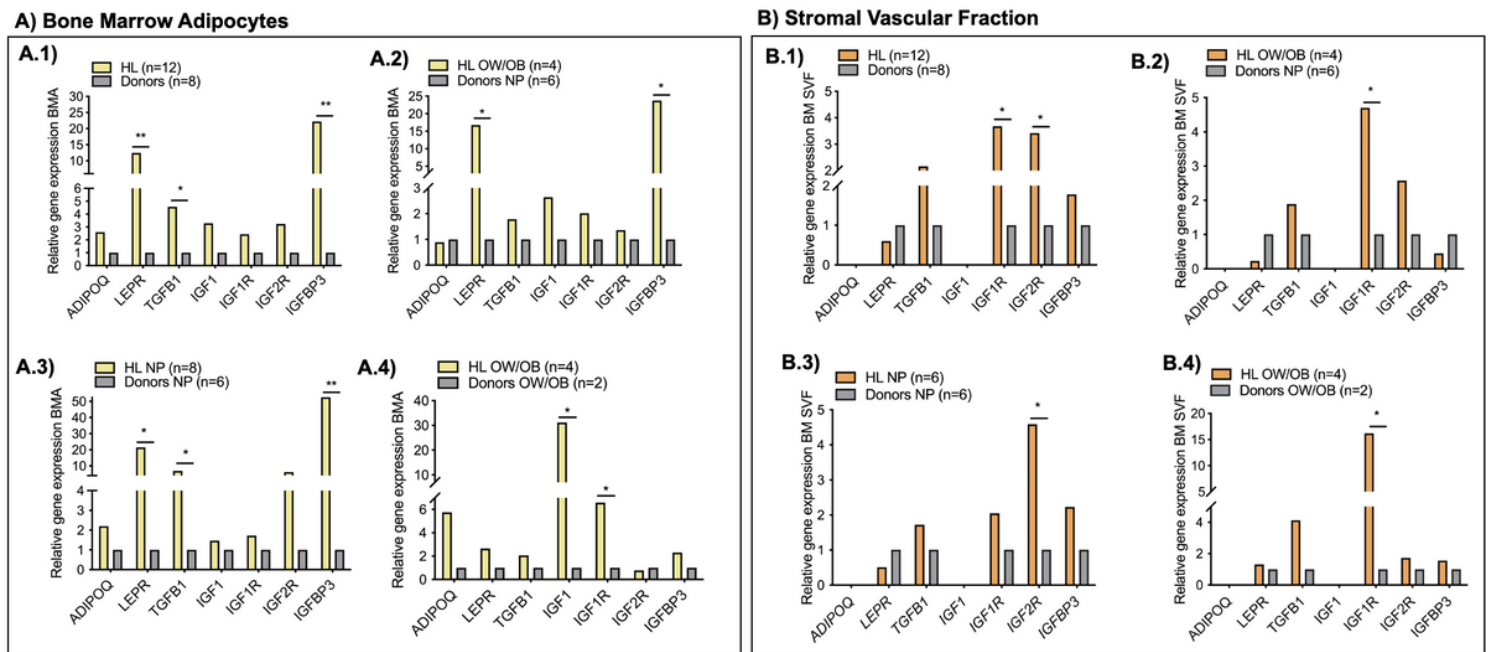 A) Bone Marrow Adipocytes
A.1)
HL (n=12)
Donors (n=8)
Relative gene expression BMA
30
25
20
15
10
6
5
4
3
2
1
0
**
*
**
ADIPOQ
LEPR
TGFB1
IGF1
IGF1R
IGF2R
IGFBP3
A.2)
HL OW/OB (n=4)
Donors NP (n=6)
Relative gene expression BMA
25
20
15
10
5
3
2
1
0
*
*
ADIPOQ
LEPR
TGFB1
IGF1
IGF1R
IGF2R
IGFBP3
A.3)
HL NP (n=8)
Donors NP (n=6)
Relative gene expression BMA
50
40
30
20
10
4
3
2
1
0
*
*
**
ADIPOQ
LEPR
TGFB1
IGF1
IGF1R
IGF2R
IGFBP3
A.4)
HL OW/OB (n=4)
Donors OW/OB (n=2)
Relative gene expression BMA
40
30
20
10
6
4
2
0
*
*
ADIPOQ
LEPR
TGFB1
IGF1
IGF1R
IGF2R
IGFBP3
B) Stromal Vascular Fraction
B.1)
HL (n=12)
Donors (n=8)
Relative gene expression BM SVF
5
4
3
2
2
1
0
*
*
ADIPOQ
LEPR
TGFB1
IGF1
IGF1R
IGF2R
IGFBP3
B.2)
HL OW/OB (n=4)
Donors NP (n=6)
Relative gene expression BM SVF
5
4
3
2
1
0
*
ADIPOQ
LEPR
TGFB1
IGF1
IGF1R
IGF2R
IGFBP3
B.3)
HL NP (n=6)
Donors NP (n=6)
Relative gene expression BM SVF
5
4
3
2
1
0
*
ADIPOQ
LEPR
TGFB1
IGF1
IGF1R
IGF2R
IGFBP3
B.4)
HL OW/OB (n=4)
Donors OW/OB (n=2)
Relative gene expression BM SVF
20
15
10
5
4
2
0
*
ADIPOQ
LEPR
TGFB1
IGF1
IGF1R
IGF2R
IGFBP3